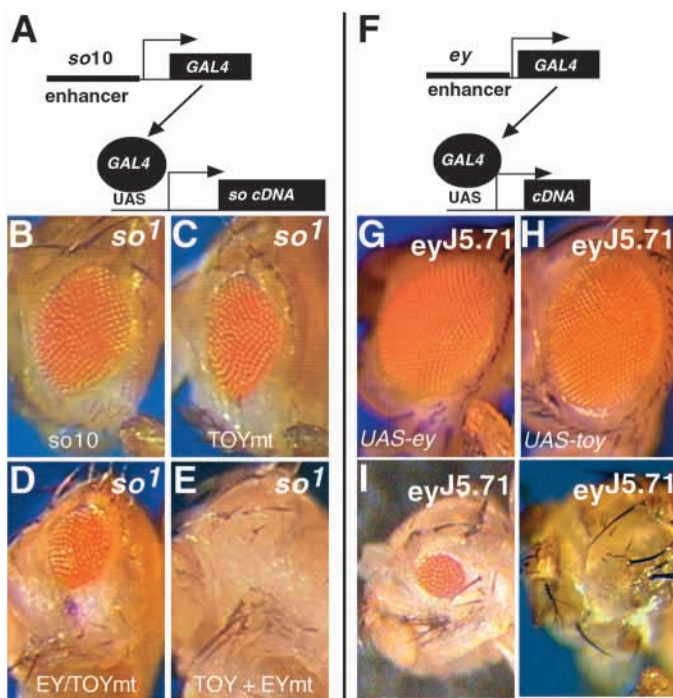 A
so10
GAL4
enhancer
GAL4
UAS
so cDNA
B
so1
so10
C
so1
TOYmt
D
so1
EY/TOYmt
E
so1
TOY + EYmt
F
ey
GAL4
enhancer
GAL4
UAS
cDNA
G
eyJ5.71
UAS-ey
H
eyJ5.71
UAS-toy
I
eyJ5.71
eyJ5.71